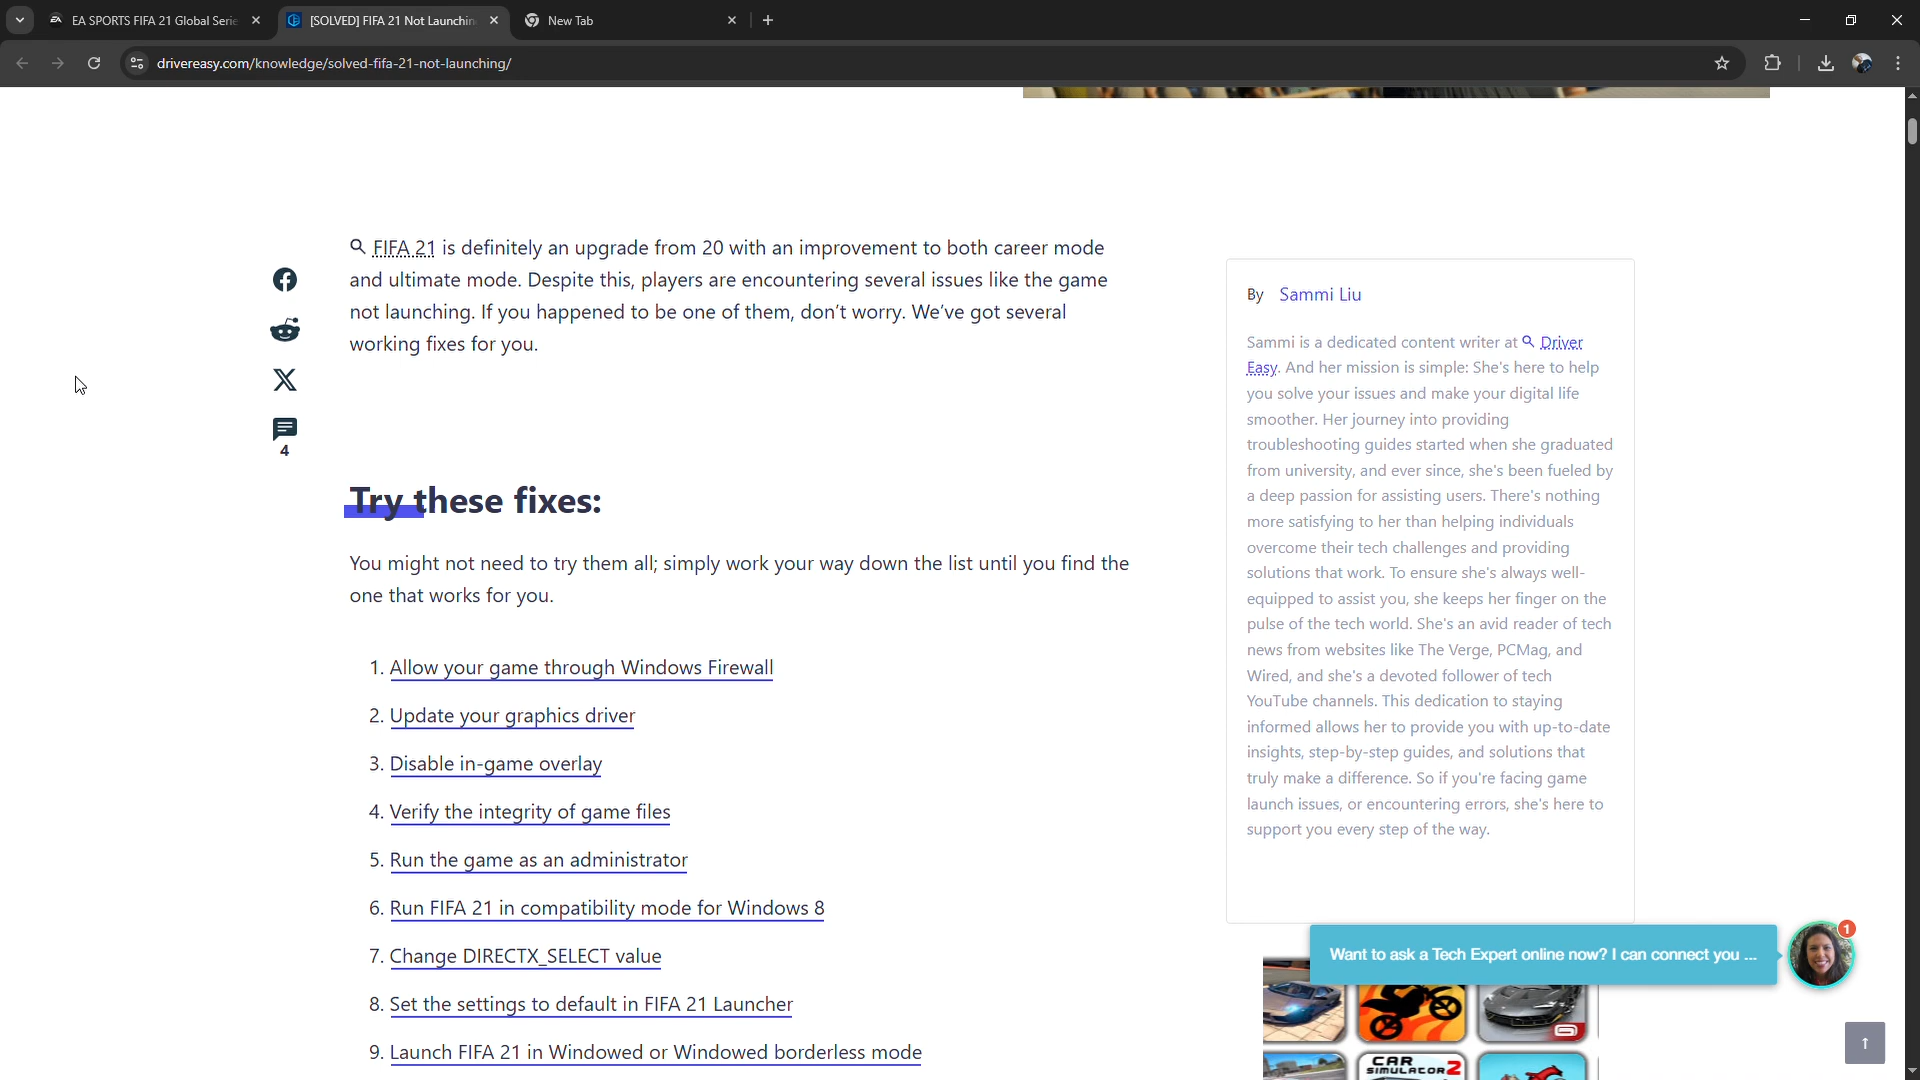 EA SPORTS FIFA 21 Global Serie
[SOLVED] FIFA 21 Not Launchin
New Tab
drivereasy.com/knowledge/solved-fifa-21-not-launching/
FIFA 21 is definitely an upgrade from 20 with an improvement to both career mode
and ultimate mode. Despite this, players are encountering several issues like the game
not launching. If you happened to be one of them, don’t worry. We’ve got several
working fixes for you.
4
Try these fixes:
You might not need to try them all; simply work your way down the list until you find the
one that works for you.
1. Allow your game through Windows Firewall
2. Update your graphics driver
3. Disable in-game overlay
4. Verify the integrity of game files
5. Run the game as an administrator
6. Run FIFA 21 in compatibility mode for Windows 8
7. Change DIRECTX_SELECT value
8. Set the settings to default in FIFA 21 Launcher
9. Launch FIFA 21 in Windowed or Windowed borderless mode
By Sammi Liu
Sammi is a dedicated content writer at Driver
Easy. And her mission is simple: She's here to help
you solve your issues and make your digital life
smoother. Her journey into providing
troubleshooting guides started when she graduated
from university, and ever since, she's been fueled by
a deep passion for assisting users. There's nothing
more satisfying to her than helping individuals
overcome their tech challenges and providing
solutions that work. To ensure she's always well-
equipped to assist you, she keeps her finger on the
pulse of the tech world. She's an avid reader of tech
news from websites like The Verge, PCMag, and
Wired, and she's a devoted follower of tech
YouTube channels. This dedication to staying
informed allows her to provide you with up-to-date
insights, step-by-step guides, and solutions that
truly make a difference. So if you're facing game
launch issues, or encountering errors, she's here to
support you every step of the way.
Want to ask a Tech Expert online now? I can connect you ...
1
CAR
SIMULATOR 2